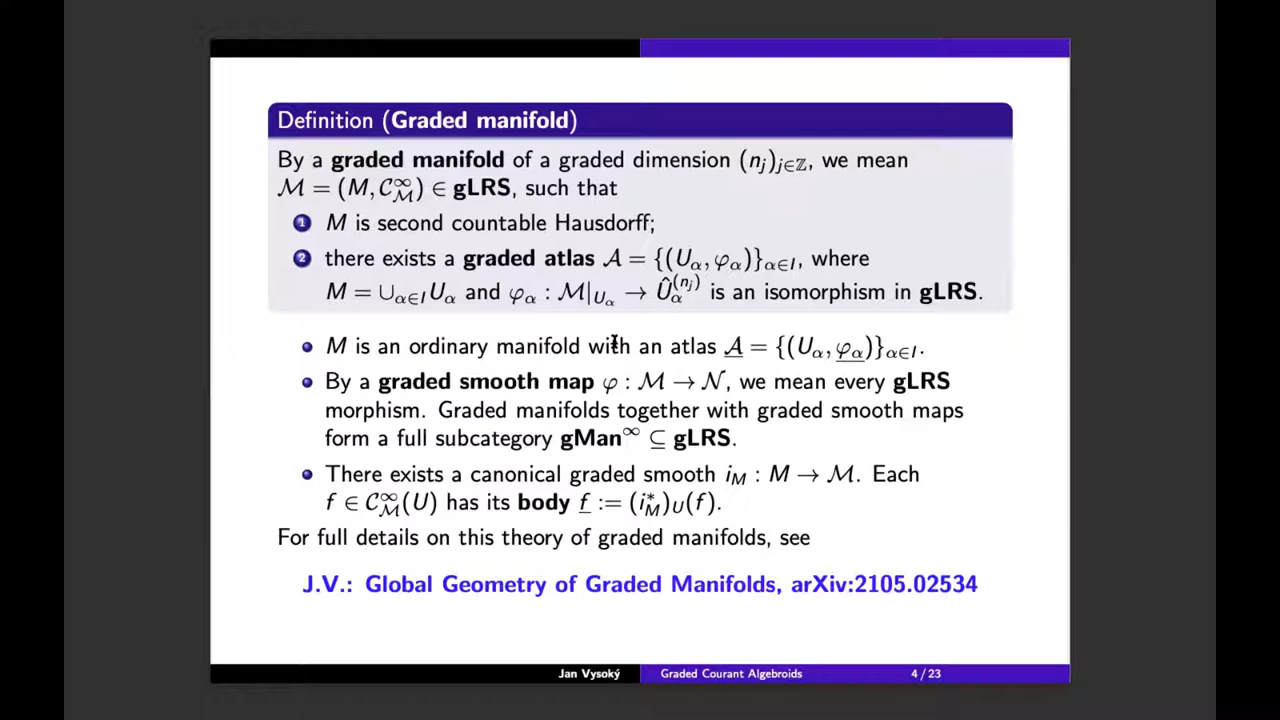 Definition (Graded manifold)
By a graded manifold of a graded dimension (n_j)_{j∈ℤ}, we mean
ℳ = (M, 𝒞^∞_ℳ) ∈ gLRS, such that
1 M is second countable Hausdorff;
2 there exists a graded atlas 𝒜 = {(U_α, φ_α)}_{α∈I}, where
M = ∪_{α∈I} U_α and φ_α : ℳ|_{U_α} → Û_α^{(n_j)} is an isomorphism in gLRS.
• M is an ordinary manifold with an atlas 𝒜̲ = {(U_α, φ̲_α̲)}_{α∈I}.
• By a graded smooth map φ : ℳ → 𝒩, we mean every gLRS
morphism. Graded manifolds together with graded smooth maps
form a full subcategory gMan^∞ ⊆ gLRS.
• There exists a canonical graded smooth i_M : M → ℳ. Each
f ∈ 𝒞^∞_ℳ(U) has its body f̲ := (i^*_M)_U(f).
For full details on this theory of graded manifolds, see
J.V.: Global Geometry of Graded Manifolds, arXiv:2105.02534
Jan Vysoký Graded Courant Algebroids 4 / 23